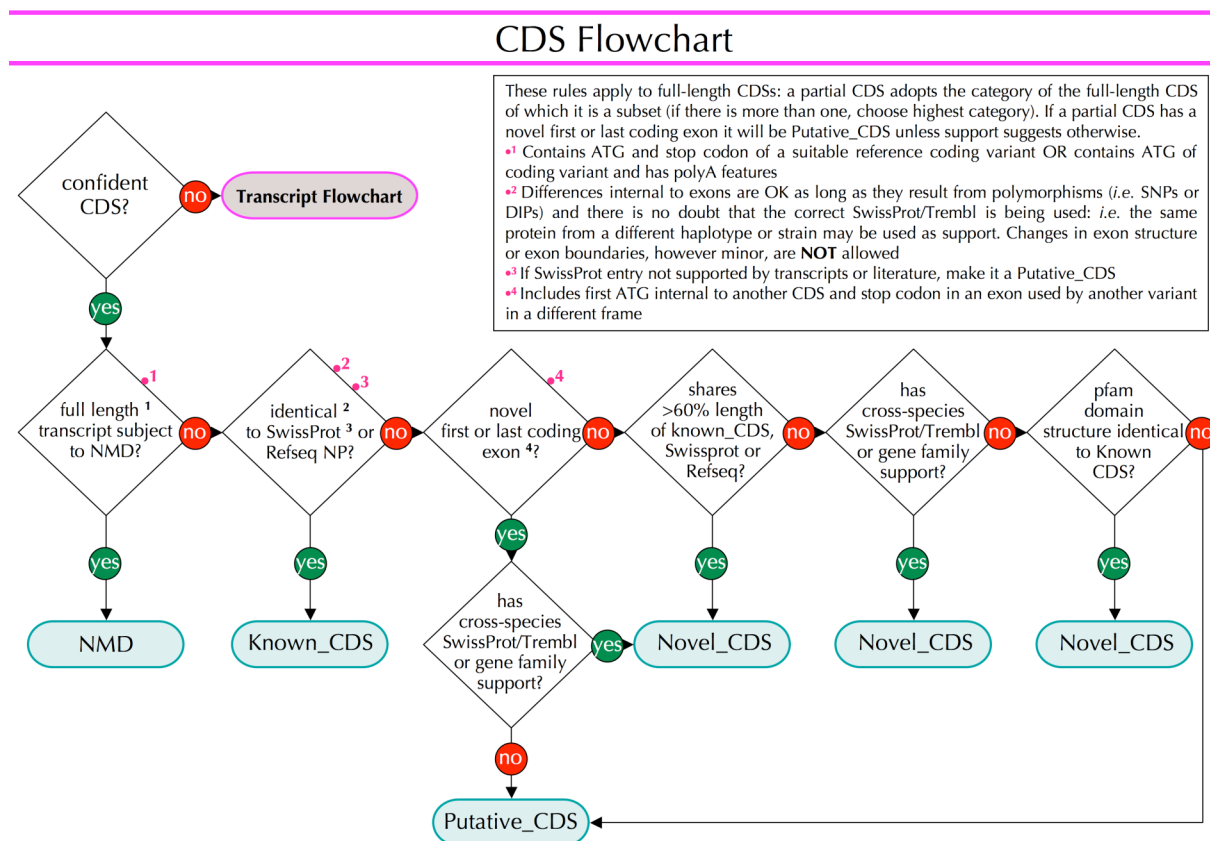 CDS Flowchart
These rules apply to full-length CDSs: a partial CDS adopts the category of the full-length CDS
of which it is a subset (if there is more than one, choose highest category). If a partial CDS has a
novel first or last coding exon it will be Putative_CDS unless support suggests otherwise.
•1 Contains ATG and stop codon of a suitable reference coding variant OR contains ATG of
coding variant and has polyA features
•2 Differences internal to exons are OK as long as they result from polymorphisms (i.e. SNPs or
DIPs) and there is no doubt that the correct SwissProt/Trembl is being used: i.e. the same
protein from a different haplotype or strain may be used as support. Changes in exon structure
or exon boundaries, however minor, are NOT allowed
•3 If SwissProt entry not supported by transcripts or literature, make it a Putative_CDS
•4 Includes first ATG internal to another CDS and stop codon in an exon used by another variant
in a different frame
confident
CDS?
no
Transcript Flowchart
yes
•1
full length 1
transcript subject
to NMD?
no
•2
•3
identical 2
to SwissProt 3 or
Refseq NP?
no
•4
novel
first or last coding
exon 4?
no
shares
>60% length
of known_CDS,
Swissprot or
Refseq?
no
has
cross-species
SwissProt/Trembl
or gene family
support?
no
pfam
domain
structure identical
to Known
CDS?
no
yes
yes
yes
yes
yes
yes
NMD
Known_CDS
has
cross-species
SwissProt/Trembl
or gene family
support?
yes
Novel_CDS
Novel_CDS
Novel_CDS
no
Putative_CDS